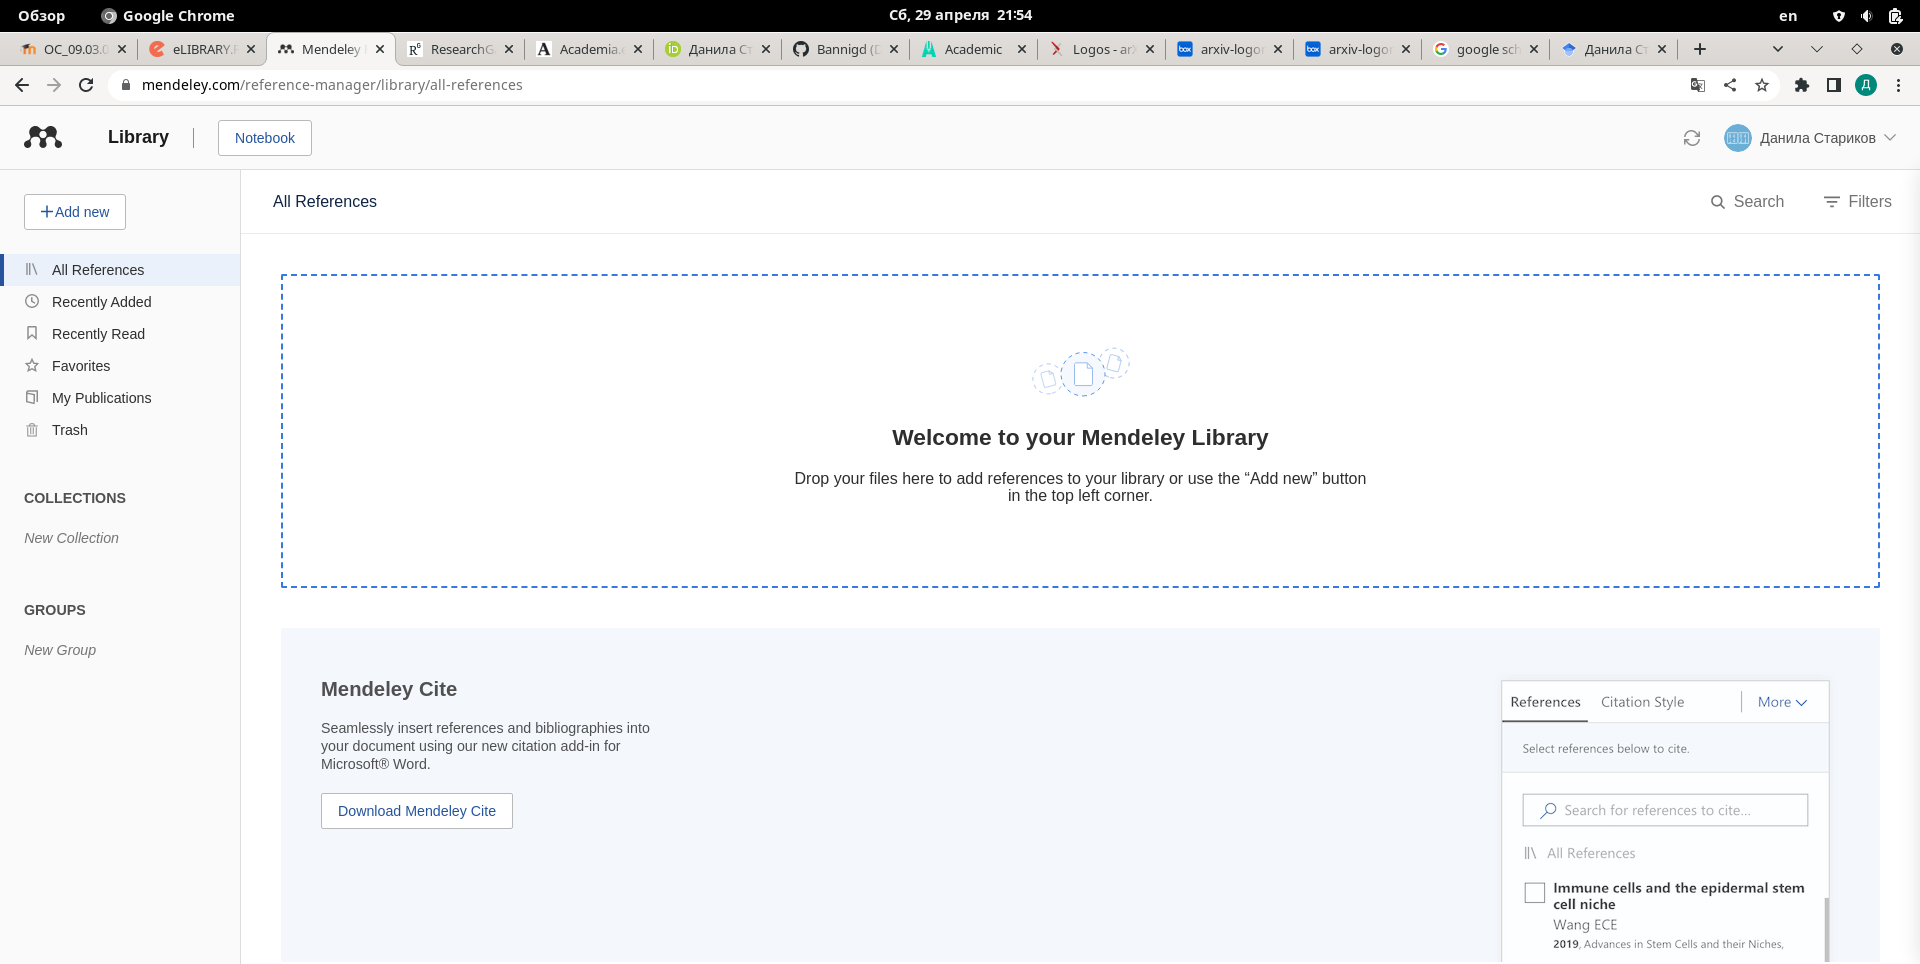 Обзор
Google Chrome
Сб, 29 апреля 21:54
en
OC_09.03.0
eLIBRARY.
Mendeley
ResearchG
Academia.
Данила Ст
Bannigd (D
Academic
Logos - arX
arxiv-logo
arxiv-logo
google sch
Данила Ст
mendeley.com/reference-manager/library/all-references
Д
Library
Notebook
Данила Стариков
Add new
All References
Search
Filters
All References
Recently Added
Recently Read
Favorites
My Publications
Trash
COLLECTIONS
New Collection
GROUPS
New Group
Welcome to your Mendeley Library
Drop your files here to add references to your library or use the “Add new” button
in the top left corner.
Mendeley Cite
Seamlessly insert references and bibliographies into
your document using our new citation add-in for
Microsoft® Word.
Download Mendeley Cite
References
Citation Style
More
Select references below to cite.
Search for references to cite...
All References
Immune cells and the epidermal stem
cell niche
Wang ECE
2019, Advances in Stem Cells and their Niches,